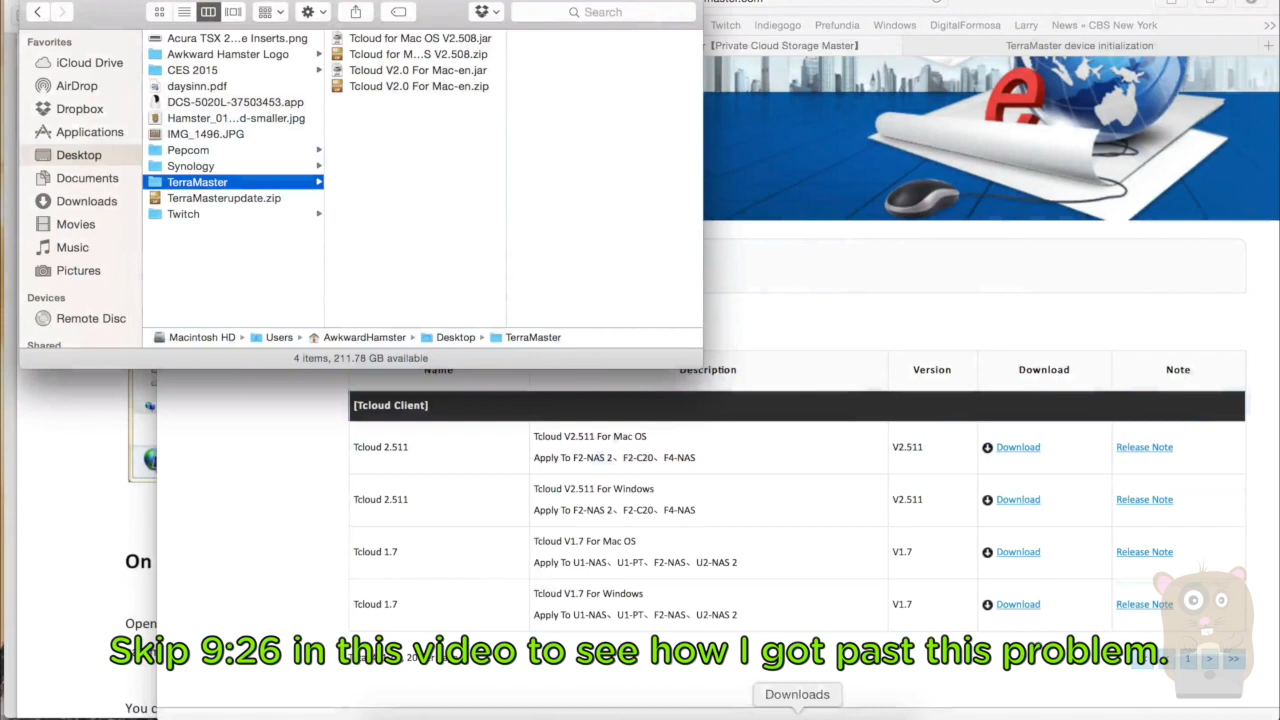 Search
master.com
Favorites
iCloud Drive
AirDrop
Dropbox
Applications
Desktop
Documents
Downloads
Movies
Music
Pictures
Devices
Remote Disc
Shared
Acura TSX 2...e Inserts.png
Awkward Hamster Logo
CES 2015
daysinn.pdf
DCS-5020L-37503453.app
Hamster_01...d-smaller.jpg
IMG_1496.JPG
Pepcom
Synology
TerraMaster
TerraMasterupdate.zip
Twitch
Tcloud for Mac OS V2.508.jar
Tcloud for M...S V2.508.zip
Tcloud V2.0 For Mac-en.jar
Tcloud V2.0 For Mac-en.zip
Macintosh HD ▸ Users ▸ AwkwardHamster ▸ Desktop ▸ TerraMaster
4 items, 211.78 GB available
Twitch Indiegogo Prefundia Windows DigitalFormosa Larry News « CBS New York >>
【Private Cloud Storage Master】 TerraMaster device initialization +
Name Description Version Download Note
[Tcloud Client]
Tcloud 2.511 Tcloud V2.511 For Mac OS V2.511 Download Release Note
Apply To F2-NAS 2、F2-C20、F4-NAS
Tcloud 2.511 Tcloud V2.511 For Windows V2.511 Download Release Note
Apply To F2-NAS 2、F2-C20、F4-NAS
Tcloud 1.7 Tcloud V1.7 For Mac OS V1.7 Download Release Note
Apply To U1-NAS、U1-PT、F2-NAS、U2-NAS 2
Tcloud 1.7 Tcloud V1.7 For Windows V1.7 Download Release Note
Apply To U1-NAS、U1-PT、F2-NAS、U2-NAS 2
1 > >>
On
Open
You c
Skip 9:26 in this video to see how I got past this problem.
Downloads